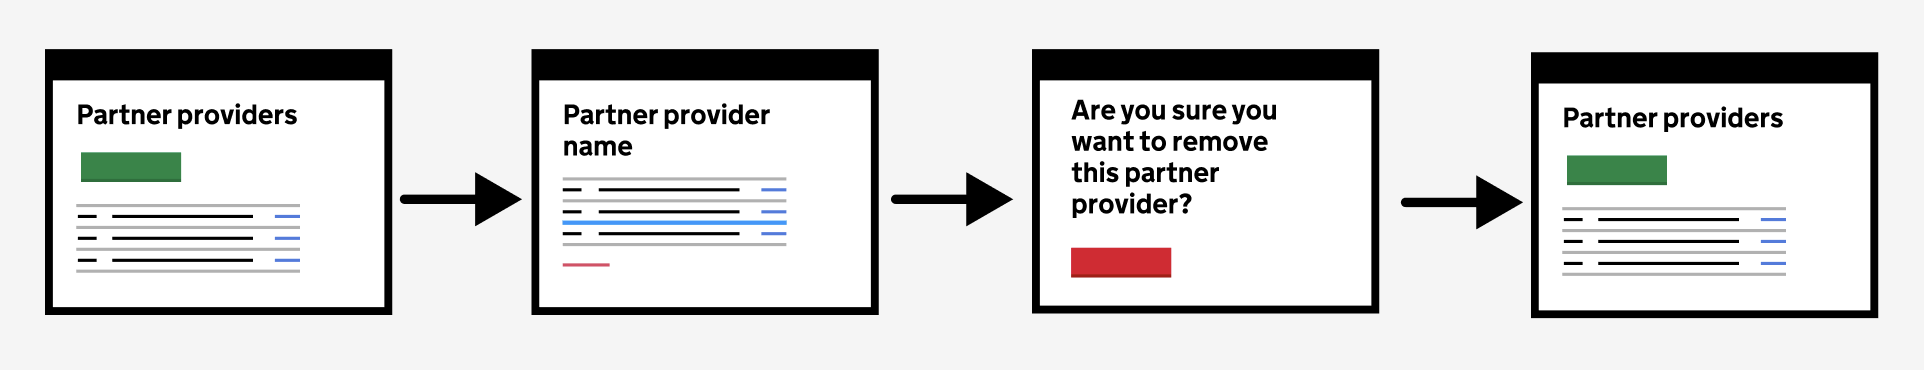 Partner providers
Partner provider
name
Are you sure you
want to remove
this partner
provider?
Partner providers